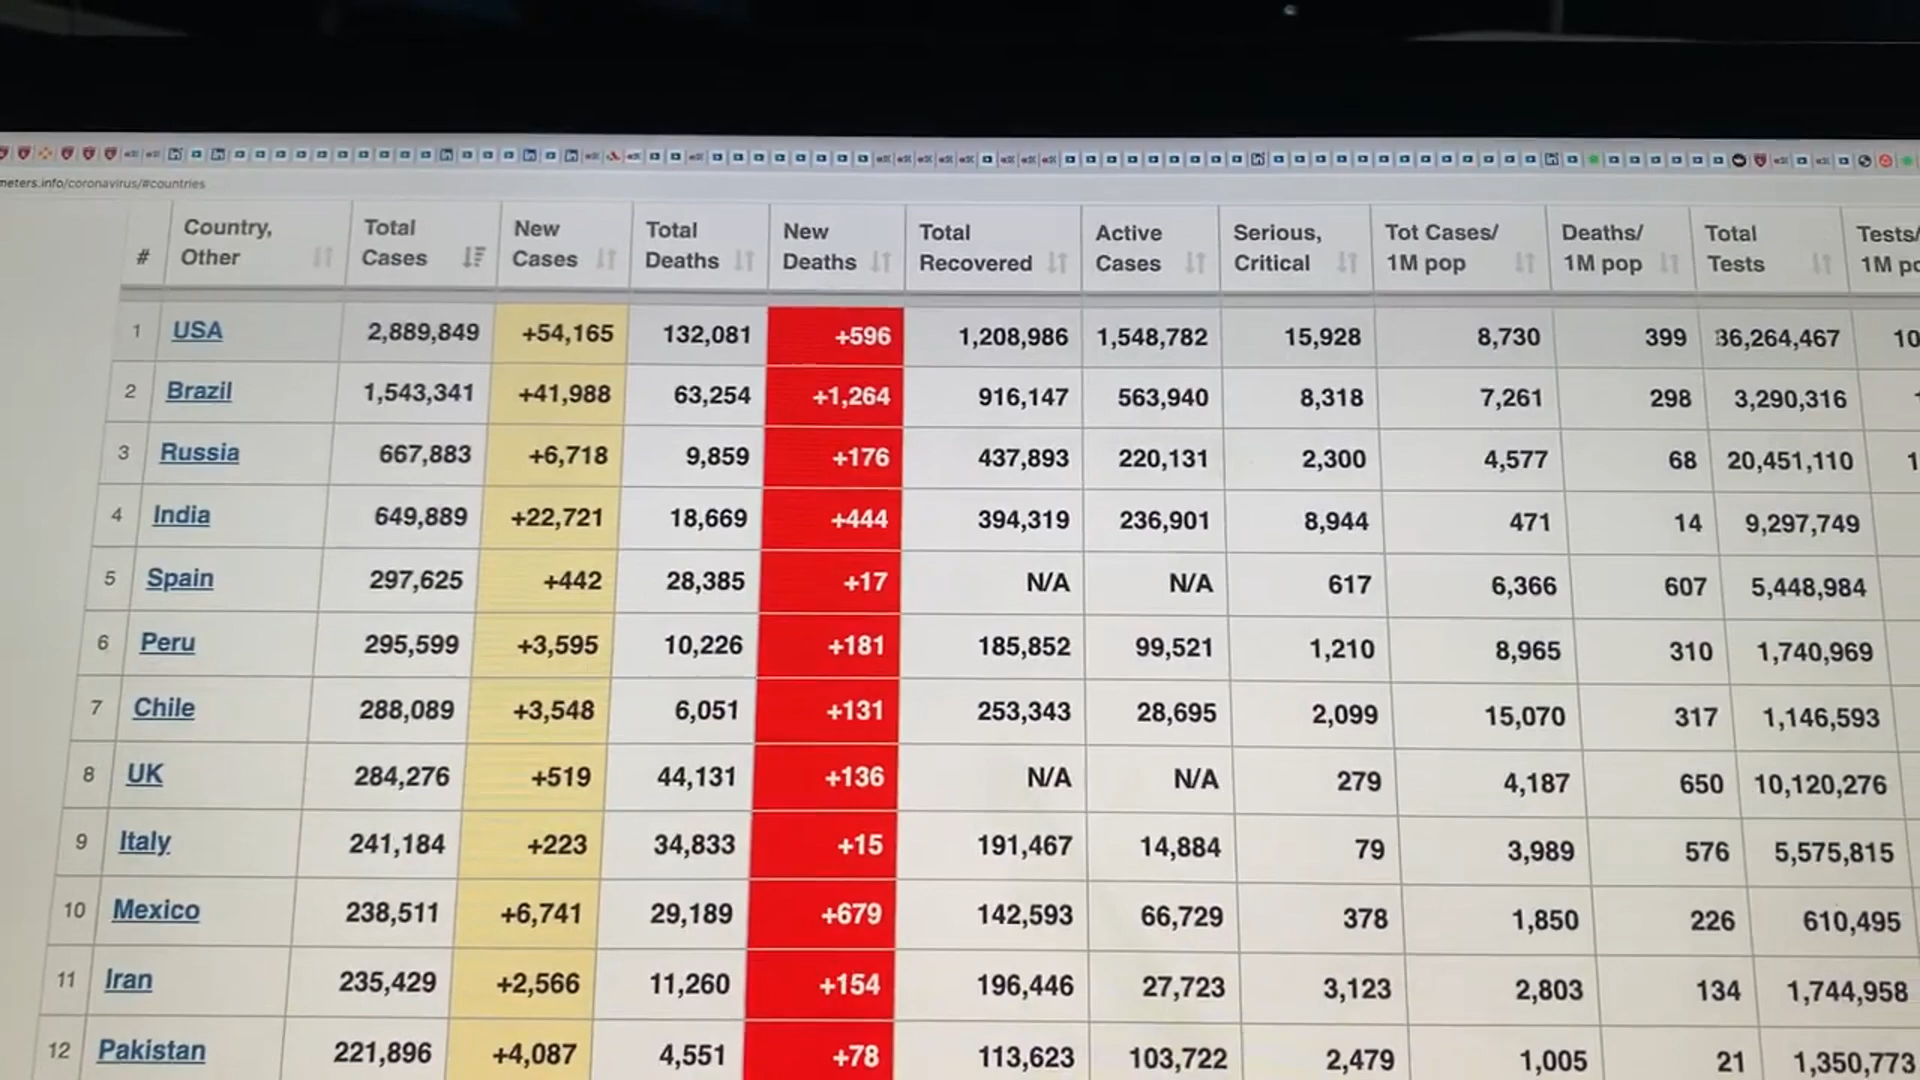 meters.info/coronavirus/#countries
# Country, Other Total Cases New Cases Total Deaths New Deaths Total Recovered Active Cases Serious, Critical Tot Cases/ 1M pop Deaths/ 1M pop Total Tests Tests/ 1M po
1 USA 2,889,849 +54,165 132,081 +596 1,208,986 1,548,782 15,928 8,730 399 36,264,467 10
2 Brazil 1,543,341 +41,988 63,254 +1,264 916,147 563,940 8,318 7,261 298 3,290,316
3 Russia 667,883 +6,718 9,859 +176 437,893 220,131 2,300 4,577 68 20,451,110 1
4 India 649,889 +22,721 18,669 +444 394,319 236,901 8,944 471 14 9,297,749
5 Spain 297,625 +442 28,385 +17 N/A N/A 617 6,366 607 5,448,984
6 Peru 295,599 +3,595 10,226 +181 185,852 99,521 1,210 8,965 310 1,740,969
7 Chile 288,089 +3,548 6,051 +131 253,343 28,695 2,099 15,070 317 1,146,593
8 UK 284,276 +519 44,131 +136 N/A N/A 279 4,187 650 10,120,276
9 Italy 241,184 +223 34,833 +15 191,467 14,884 79 3,989 576 5,575,815
10 Mexico 238,511 +6,741 29,189 +679 142,593 66,729 378 1,850 226 610,495
11 Iran 235,429 +2,566 11,260 +154 196,446 27,723 3,123 2,803 134 1,744,958
12 Pakistan 221,896 +4,087 4,551 +78 113,623 103,722 2,479 1,005 21 1,350,773